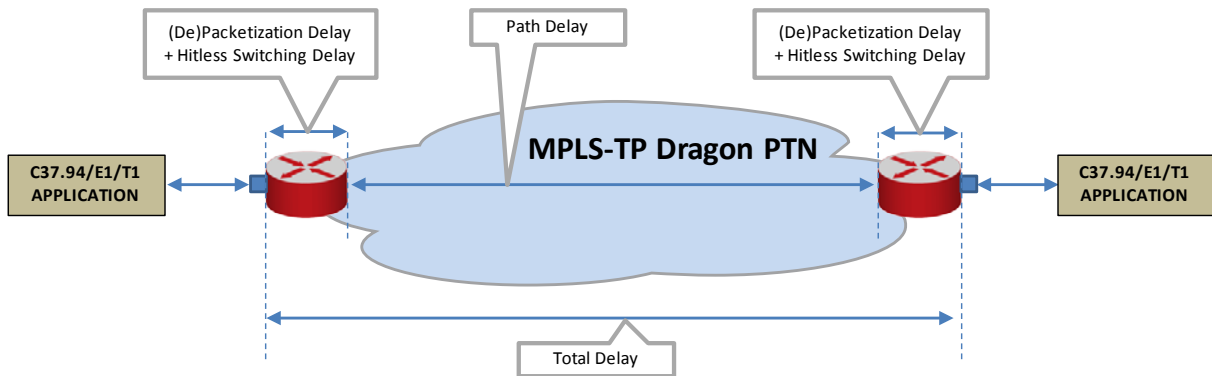 (De)Packetization Delay
+ Hitless Switching Delay
Path Delay
(De)Packetization Delay
+ Hitless Switching Delay
MPLS-TP Dragon PTN
C37.94/E1/T1
APPLICATION
C37.94/E1/T1
APPLICATION
Total Delay